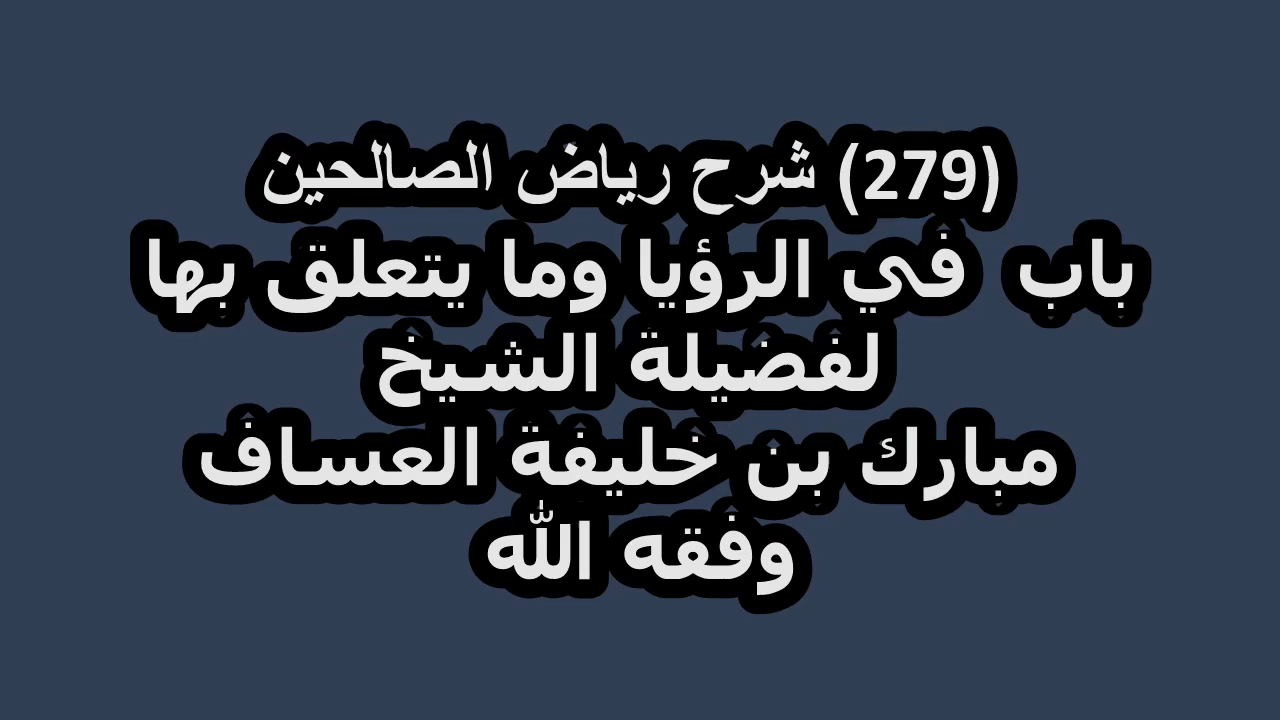 (279) شرح رياض الصالحين
باب في الرؤيا وما يتعلق بها
لفضيلة الشيخ
مبارك بن خليفة العساف
وفقه الله